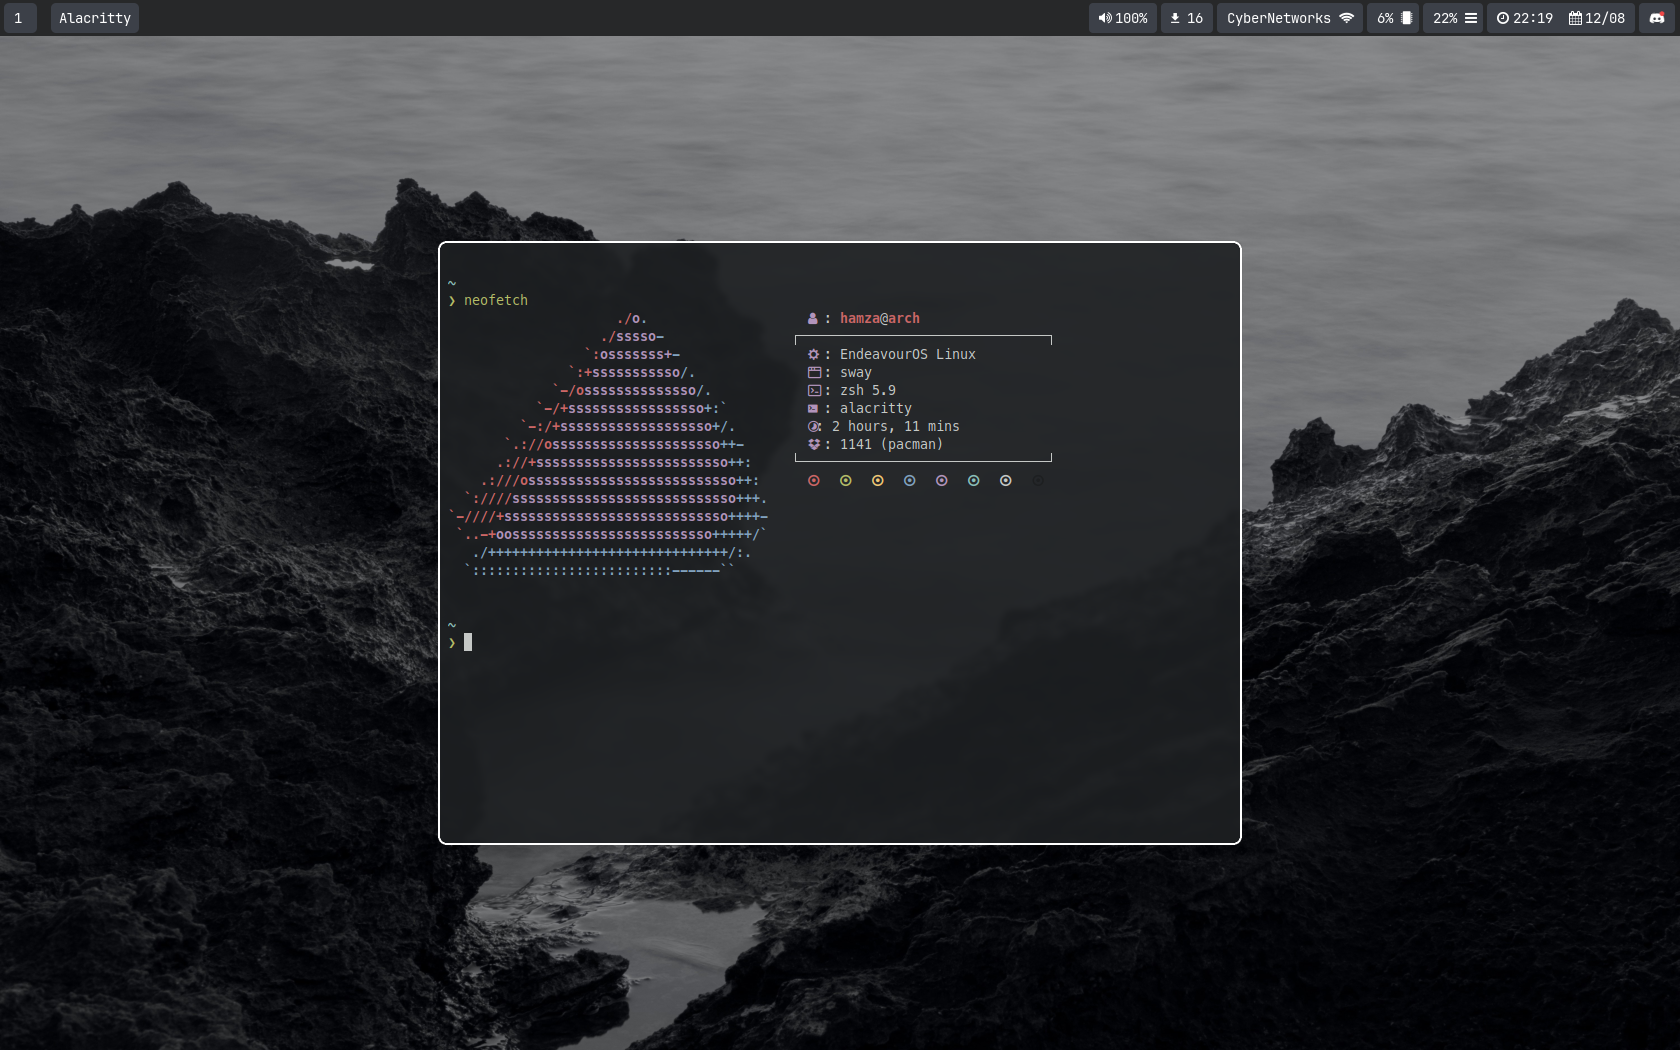 1 Alacritty 100% 16 CyberNetworks 6% 22% 22:19 12/08
~
❯ neofetch
./o.
./sssso-
`:osssssss+-
`:+sssssssssso/.
`-/ossssssssssssso/.
`-/+sssssssssssssssso+:`
`-:/+sssssssssssssssssso+/.
`.://osssssssssssssssssssso++-
.://+ssssssssssssssssssssssso++:
.:///ossssssssssssssssssssssssso++:
`:////ssssssssssssssssssssssssssso+++.
`-////+ssssssssssssssssssssssssssso++++-
`..-+oosssssssssssssssssssssssso+++++/`
./++++++++++++++++++++++++++++++/:.
`:::::::::::::::::::::::::------``
: hamza@arch
: EndeavourOS Linux
: sway
: zsh 5.9
: alacritty
: 2 hours, 11 mins
: 1141 (pacman)
~
❯